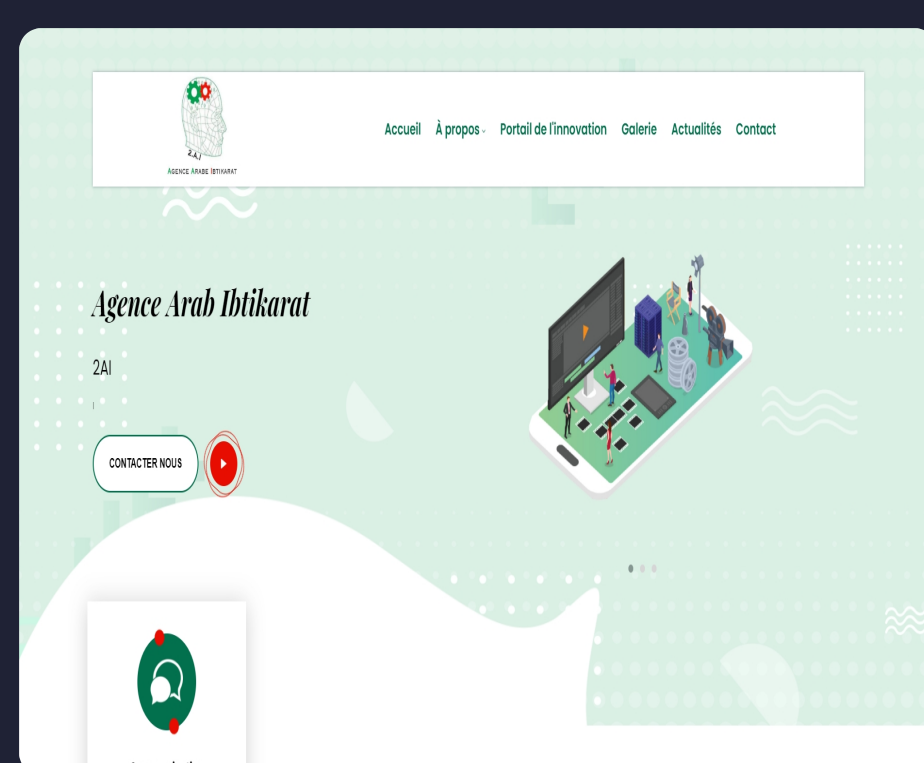 2.A.I
AGENCE ARABE IBTIKARAT
Accueil À propos Portail de l'innovation Galerie Actualités Contact
Agence Arab Ibtikarat
2AI
CONTACTER NOUS